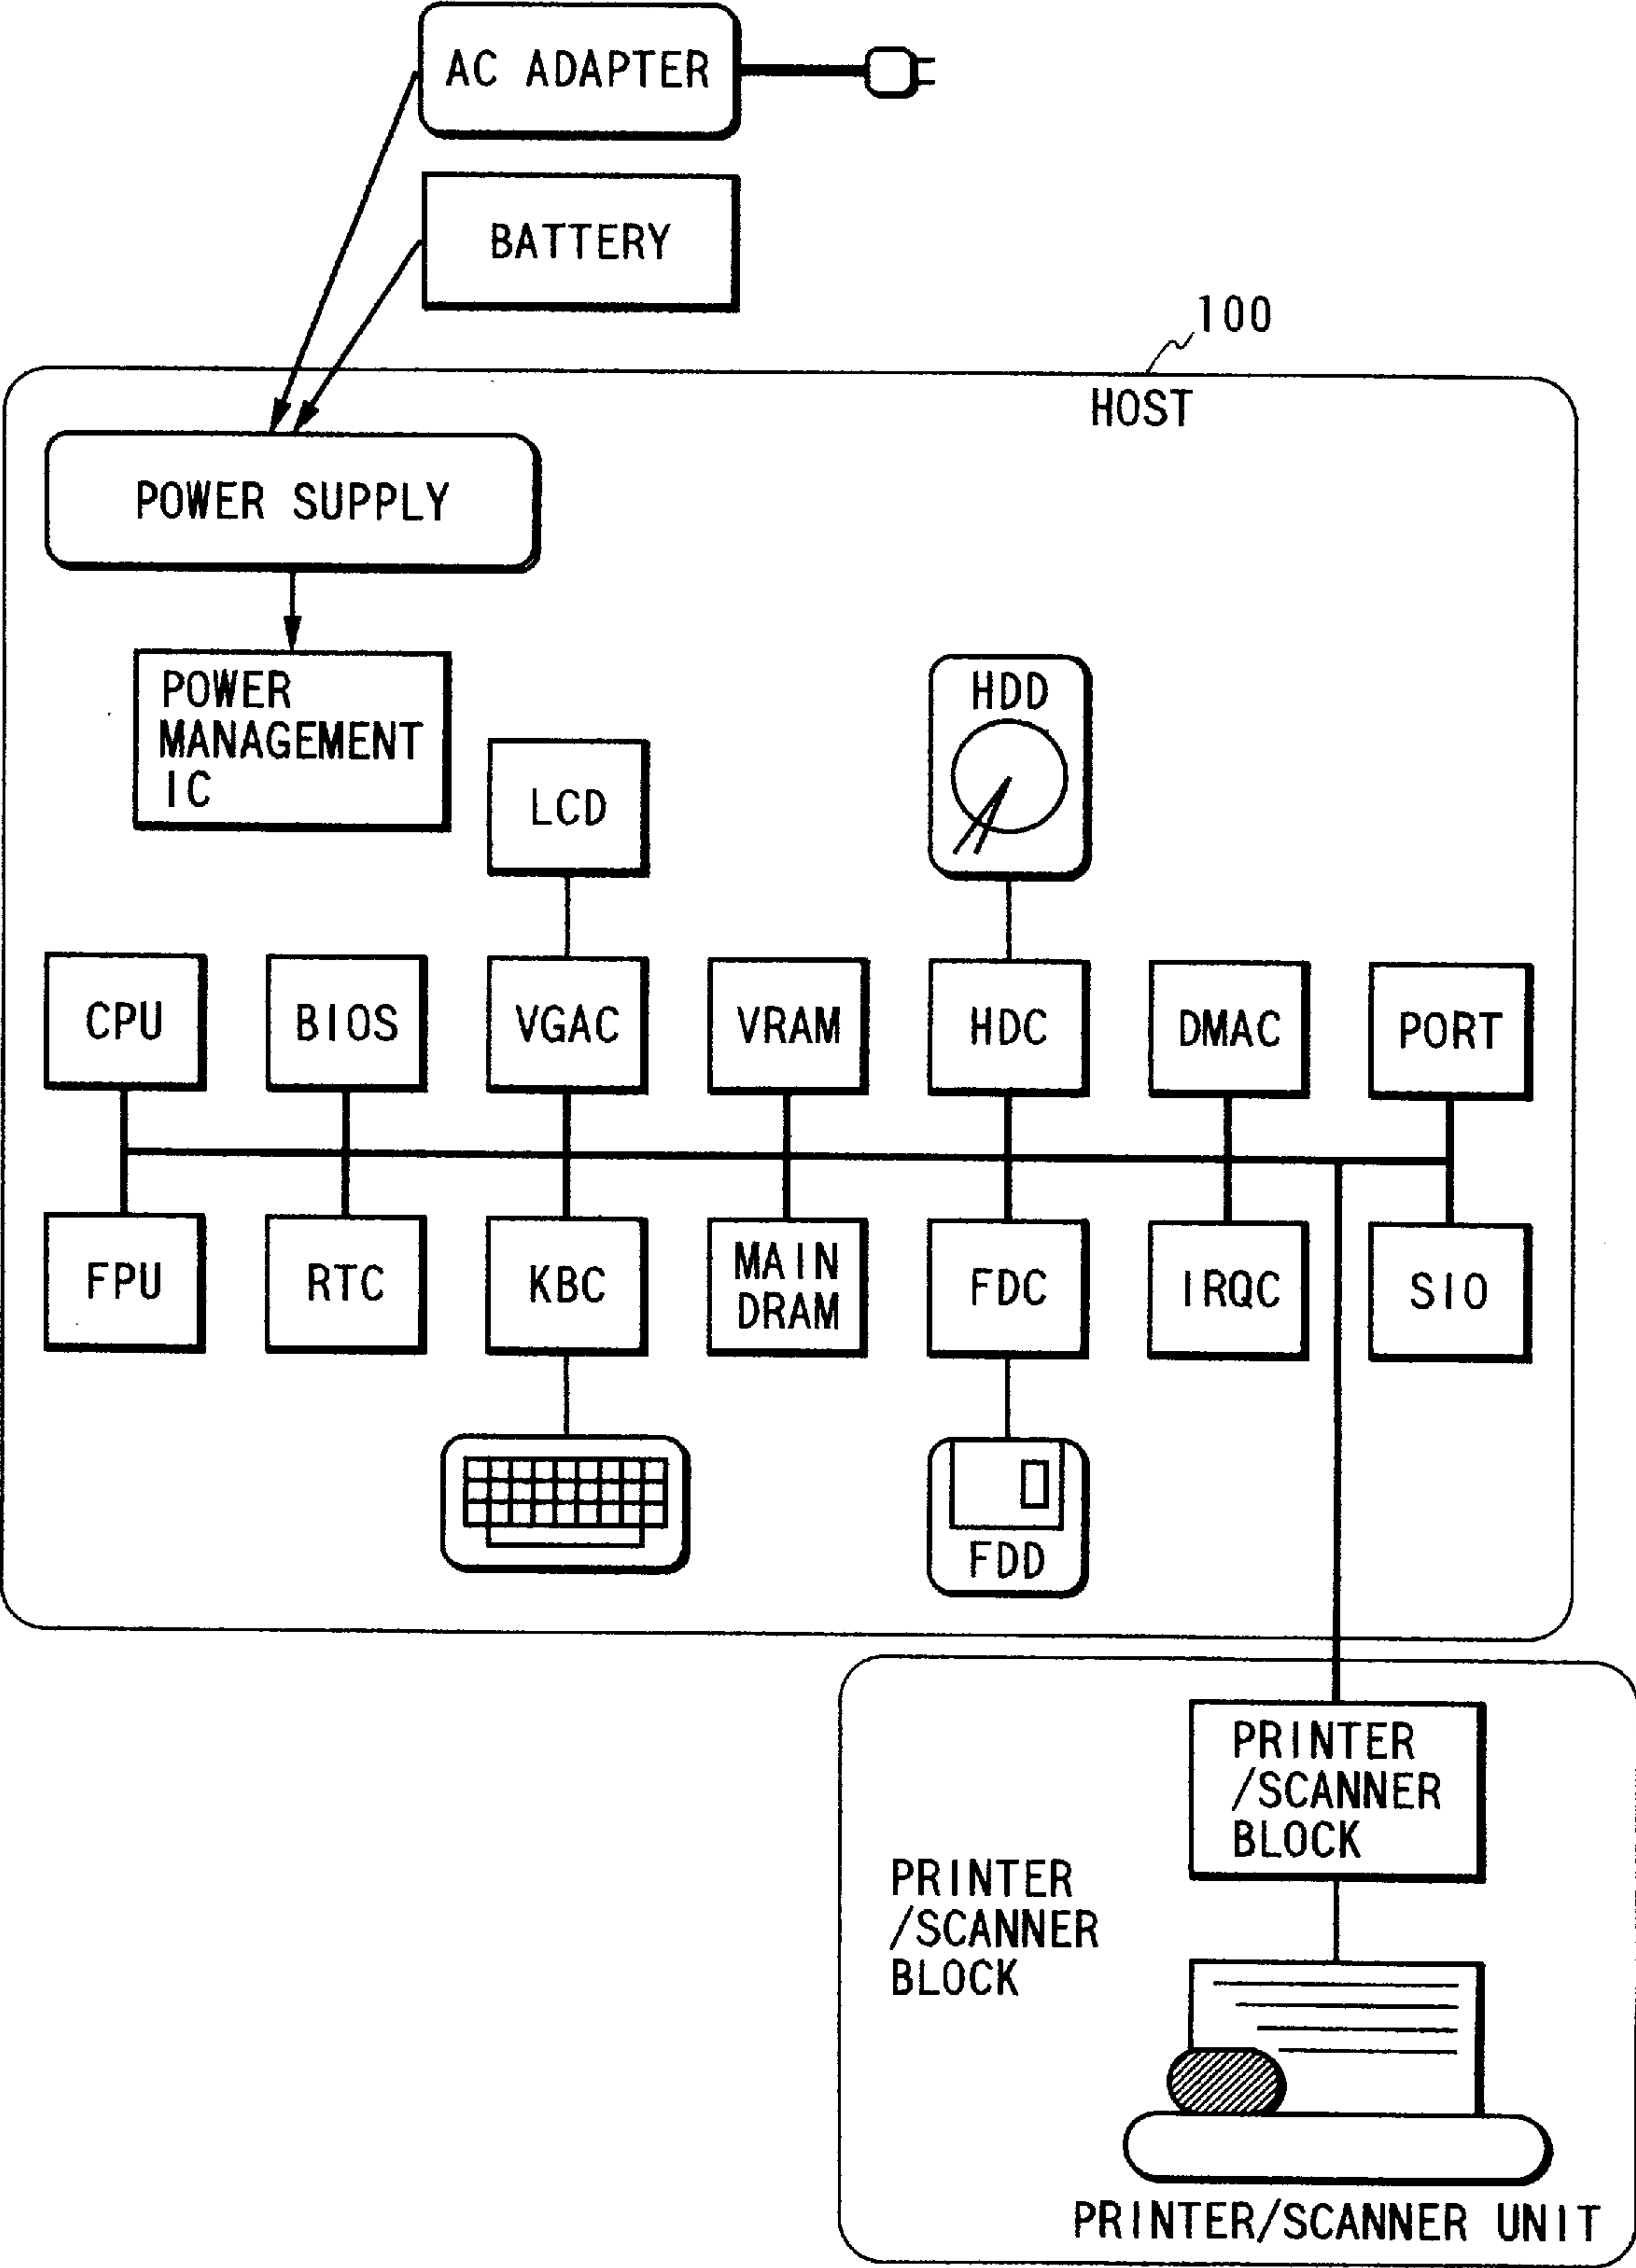 AC ADAPTER
BATTERY
100
HOST
POWER SUPPLY
POWER
MANAGEMENT
IC
HDD
LCD
CPU
BIOS
VGAC
VRAM
HDC
DMAC
PORT
FPU
RTC
KBC
MAIN
DRAM
FDC
IRQC
SIO
FDD
PRINTER
/SCANNER
BLOCK
PRINTER
/SCANNER
BLOCK
PRINTER/SCANNER UNIT